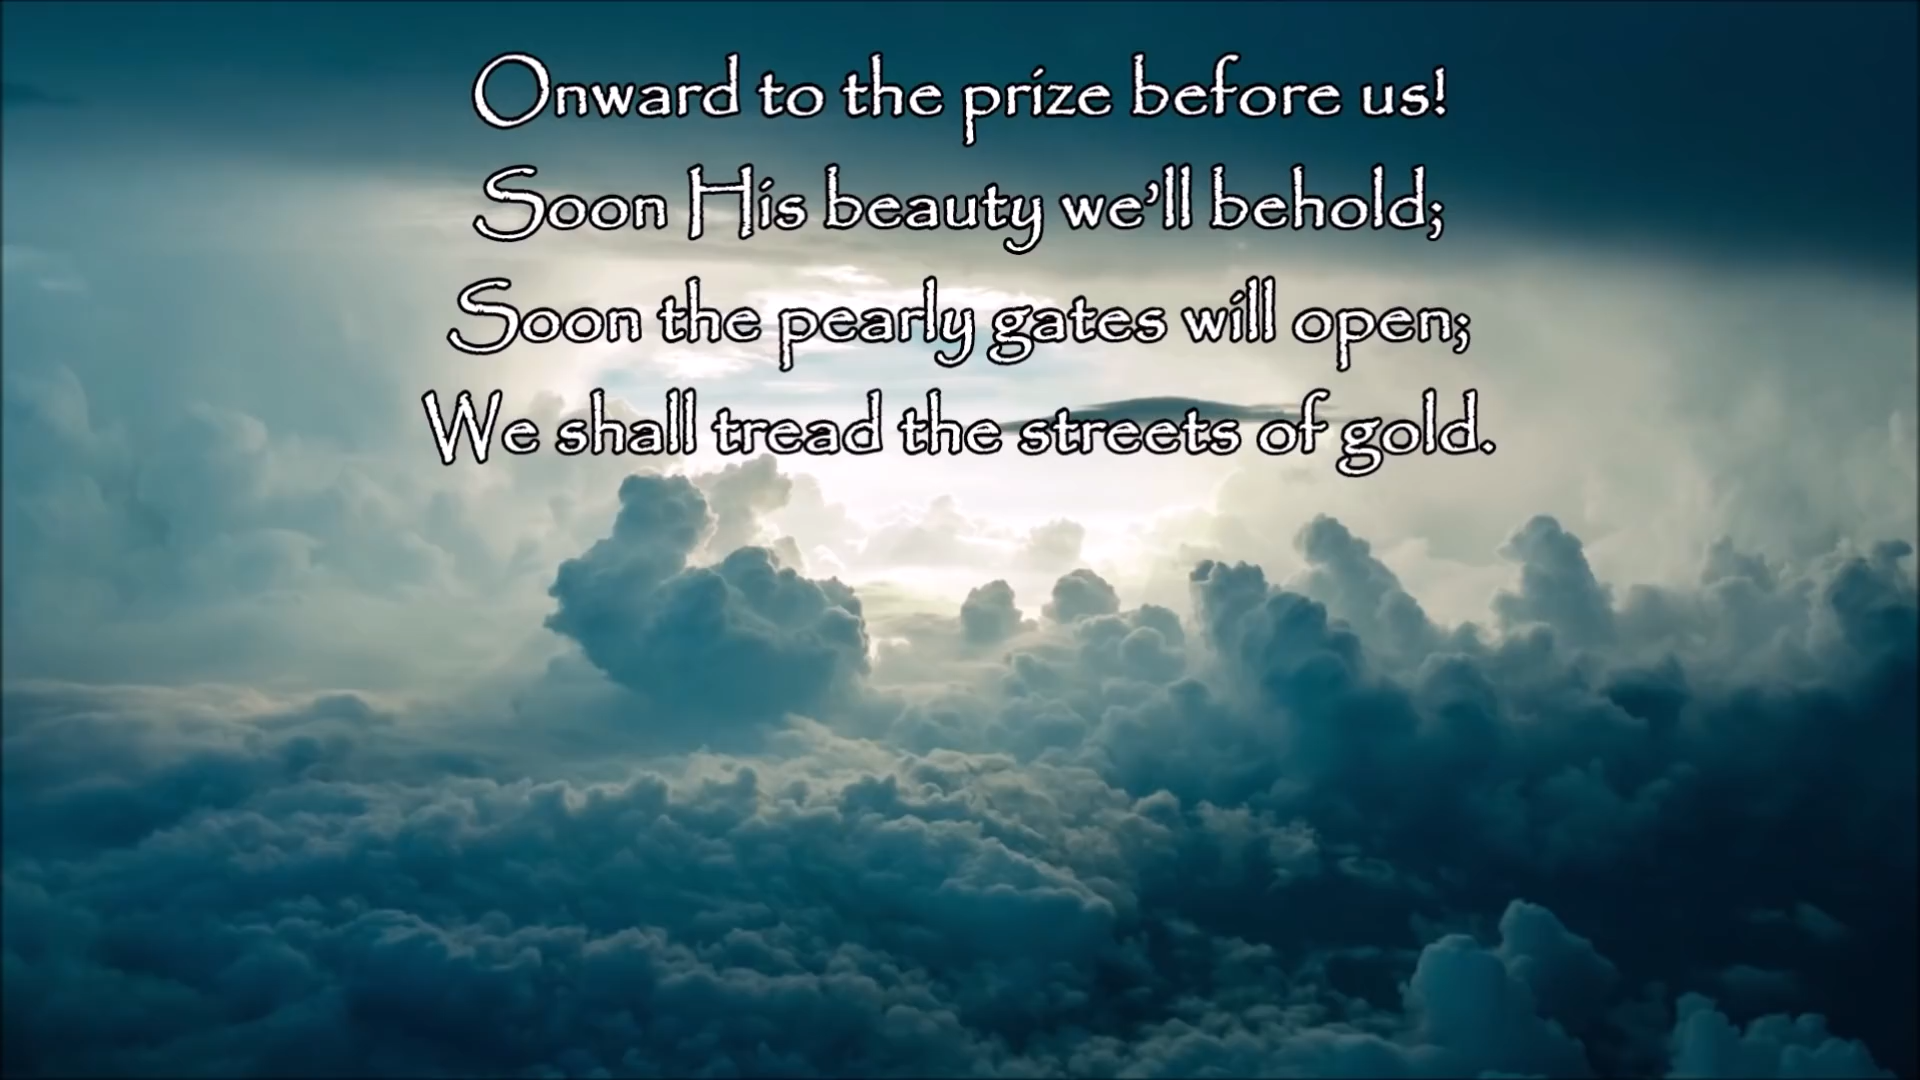 Onward to the prize before us!
Soon His beauty we’ll behold;
Soon the pearly gates will open;
We shall tread the streets of gold.